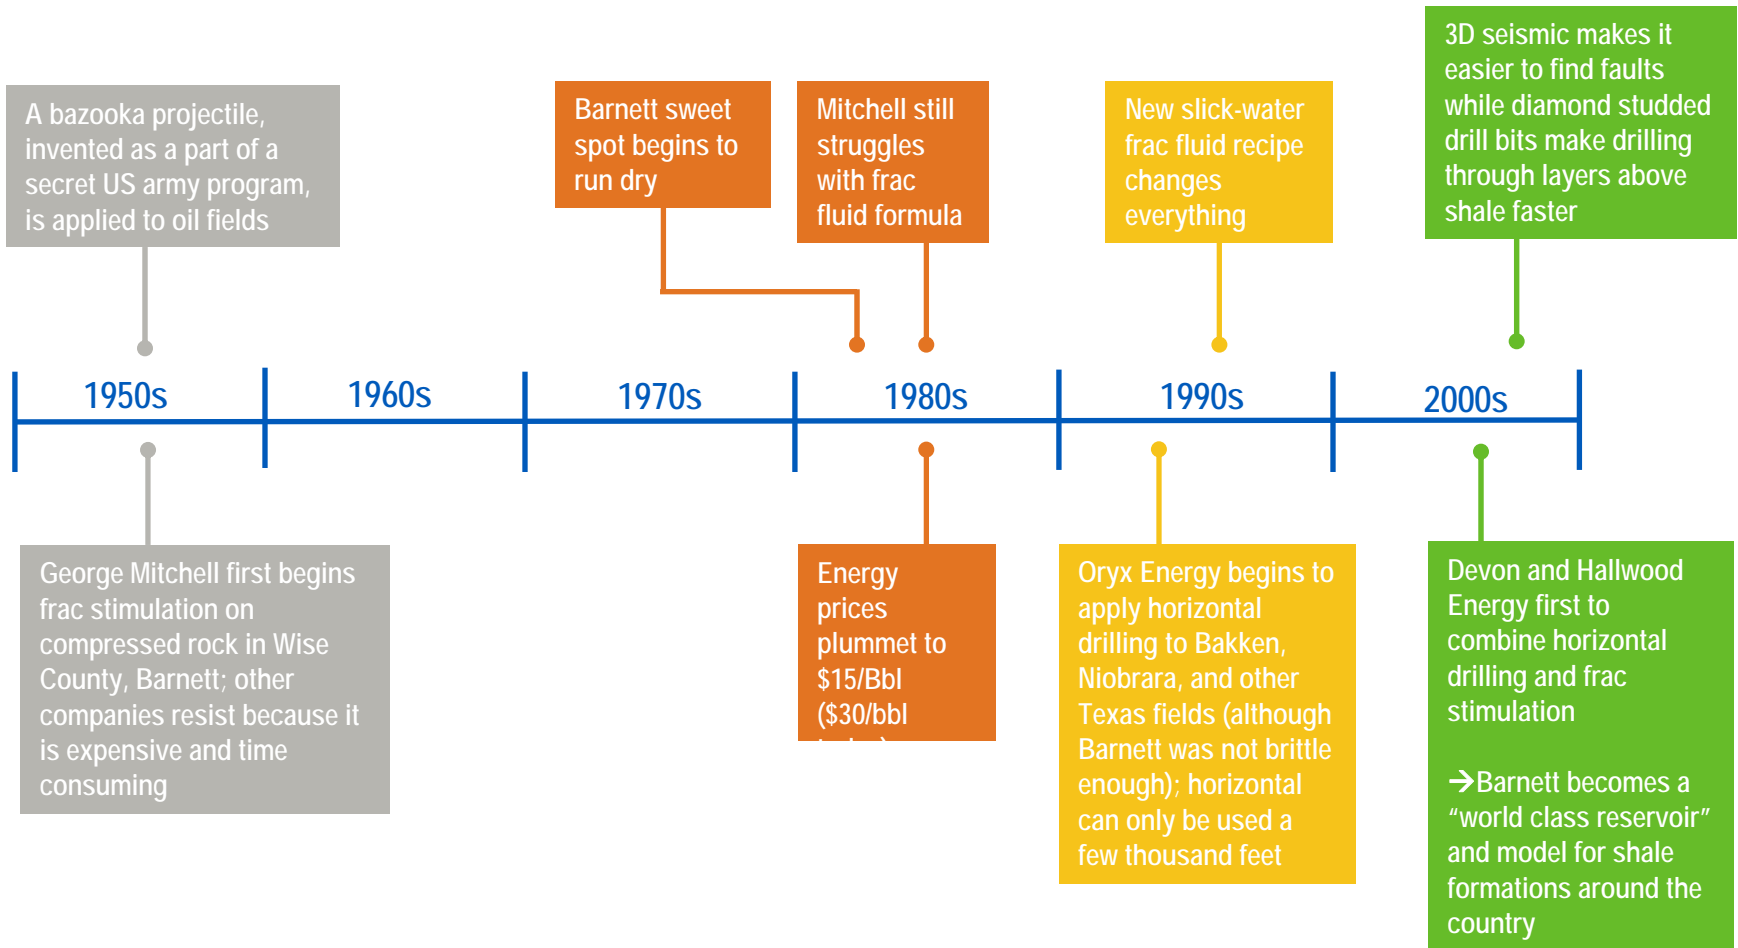 A bazooka projectile,
invented as a part of a
secret US army program,
is applied to oil fields
Barnett sweet
spot begins to
run dry
Mitchell still
struggles
with frac
fluid formula
New slick-water
frac fluid recipe
changes
everything
3D seismic makes it
easier to find faults
while diamond studded
drill bits make drilling
through layers above
shale faster
1950s
1960s
1970s
1980s
1990s
2000s
George Mitchell first begins
frac stimulation on
compressed rock in Wise
County, Barnett; other
companies resist because it
is expensive and time
consuming
Energy
prices
plummet to
$15/Bbl
($30/bbl
Oryx Energy begins to
apply horizontal
drilling to Bakken,
Niobrara, and other
Texas fields (although
Barnett was not brittle
enough); horizontal
can only be used a
few thousand feet
Devon and Hallwood
Energy first to
combine horizontal
drilling and frac
stimulation
→Barnett becomes a
“world class reservoir”
and model for shale
formations around the
country